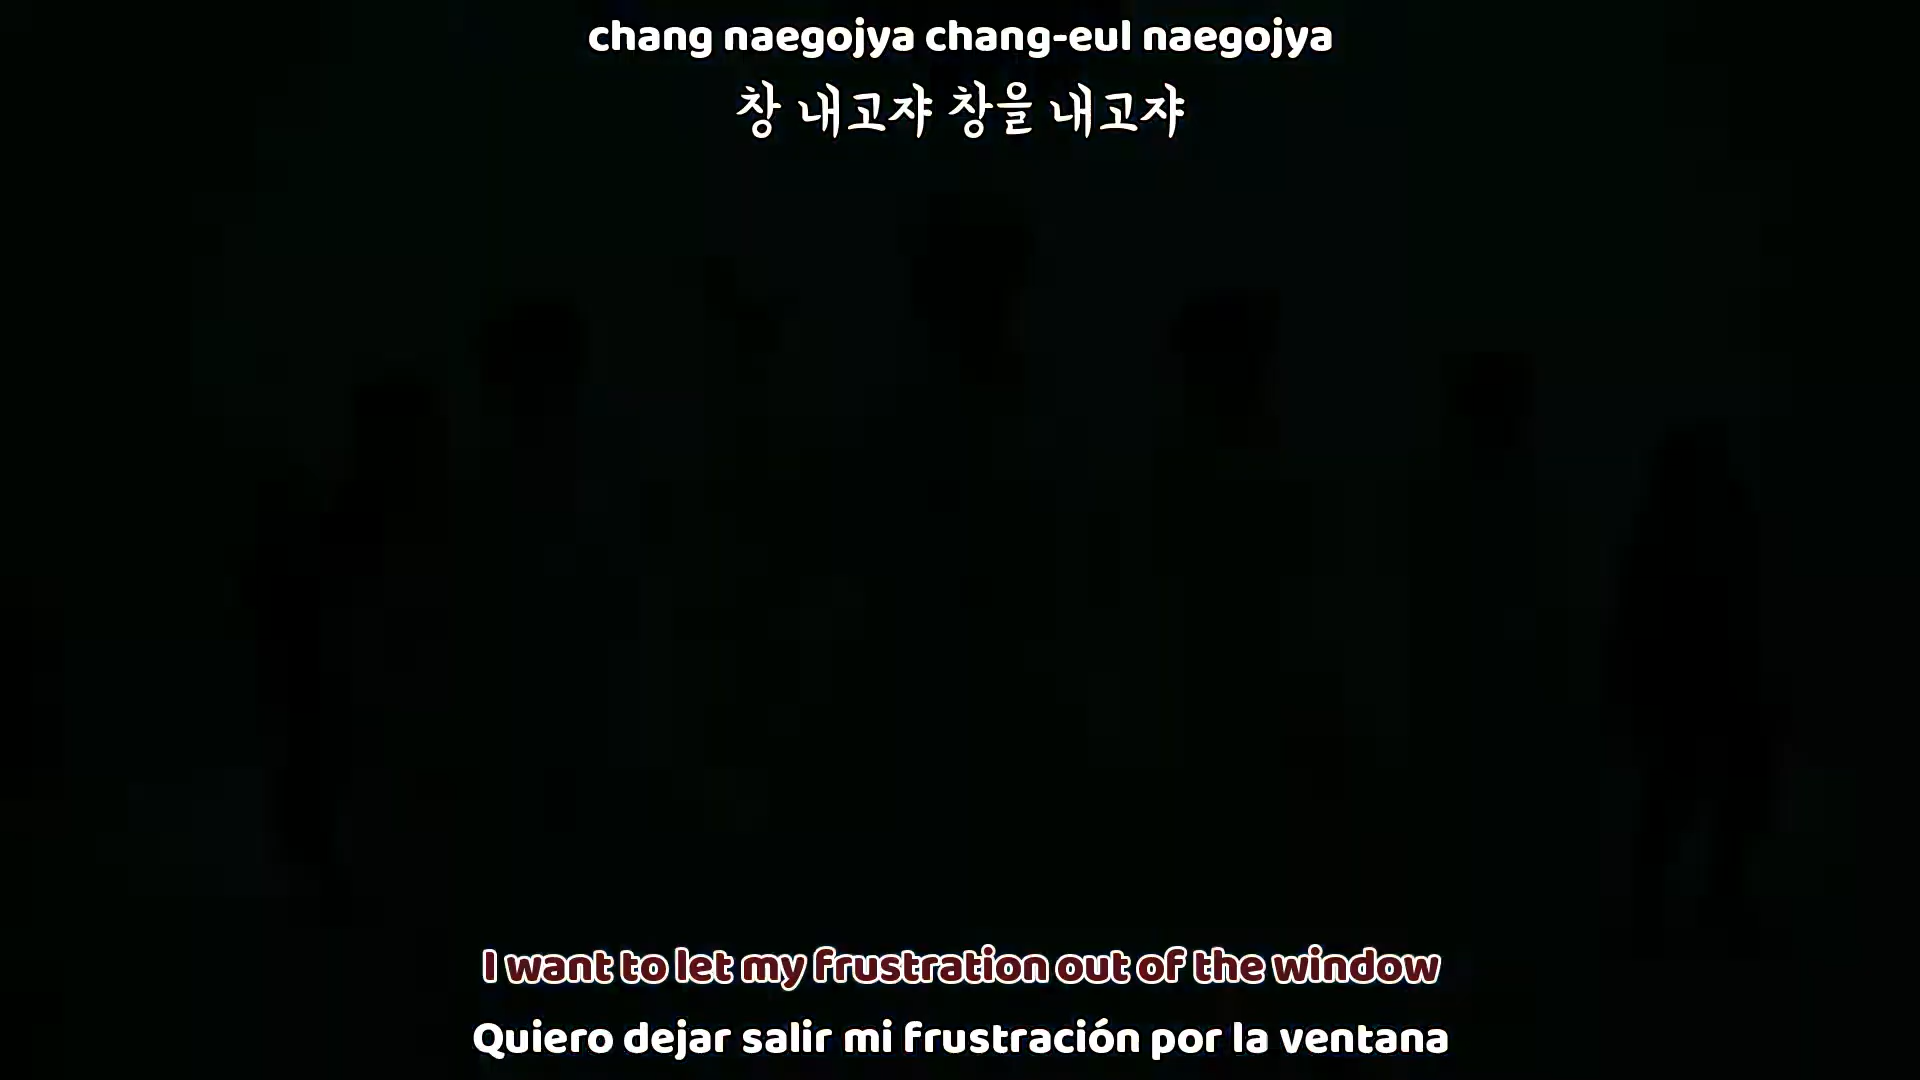 chang naegojya chang-eul naegojya
창 내고쟈 창을 내고쟈
I want to let my frustration out of the window
Quiero dejar salir mi frustración por la ventana